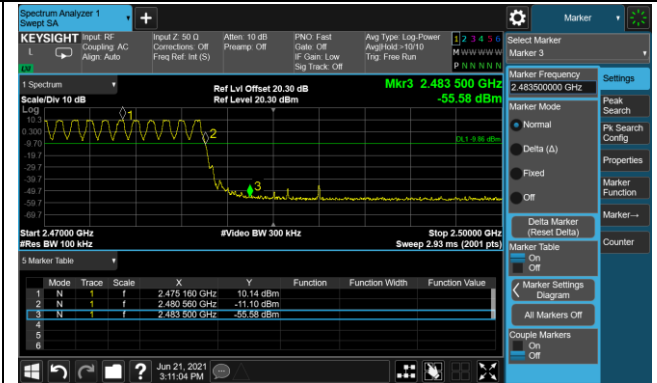 Spectrum Analyzer 1
Swept SA
Marker
KEYSIGHT
L
LU
Input: RF
Coupling: AC
Align: Auto
Input Z: 50 Ω
Corrections: Off
Freq Ref: Int (S)
Atten: 10 dB
Preamp: Off
PNO: Fast
Gate: Off
IF Gain: Low
Sig Track: Off
Avg Type: Log-Power
Avg|Hold:>10/10
Trig: Free Run
1 2 3 4 5 6
M W W W W W
P N N N N N
Select Marker
Marker 3
1 Spectrum
Scale/Div 10 dB
Log
Ref Lvl Offset 20.30 dB
Ref Level 20.30 dBm
Mkr3 2.483 500 GHz
-55.58 dBm
10.3
0.300
-9.70
-19.7
-29.7
-39.7
-49.7
-59.7
-69.7
1
2
3
DL1 -9.86 dBm
Start 2.47000 GHz
#Res BW 100 kHz
#Video BW 300 kHz
Stop 2.50000 GHz
Sweep 2.93 ms (2001 pts)
5 Marker Table
Mode Trace Scale X Y Function Function Width Function Value
1 N 1 f 2.475 160 GHz 10.14 dBm
2 N 1 f 2.480 560 GHz -11.10 dBm
3 N 1 f 2.483 500 GHz -55.58 dBm
4
5
6
Marker Frequency
2.483500000 GHz
Marker Mode
Normal
Delta (Δ)
Fixed
Off
Delta Marker
(Reset Delta)
Marker Table
On
Off
Marker Settings
Diagram
All Markers Off
Couple Markers
On
Off
Settings
Peak
Search
Pk Search
Config
Properties
Marker
Function
Marker→
Counter
?
Jun 21, 2021
3:11:04 PM